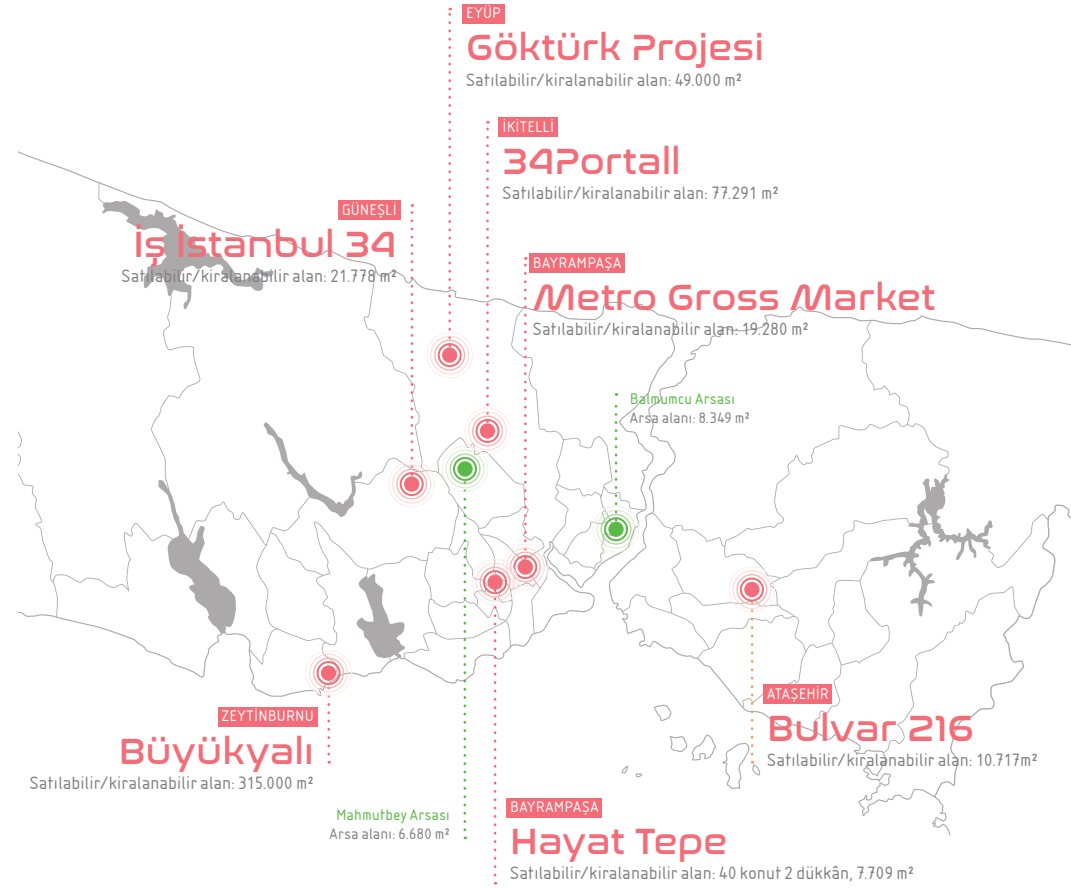 EYÜP
Göktürk Projesi
Satılabilir/kiralanabilir alan: 49.000 m²
İKİTELLİ
34Portall
Satılabilir/kiralanabilir alan: 77.291 m²
GÜNEŞLİ
İş İstanbul 34
Satılabilir/kiralanabilir alan: 21.778 m²
BAYRAMPAŞA
Metro Gross Market
Satılabilir/kiralanabilir alan: 19.280 m²
Balmumcu Arsası
Arsa alanı: 8.349 m²
ZEYTİNBURNU
Büyükyalı
Satılabilir/kiralanabilir alan: 315.000 m²
ATAŞEHİR
Bulvar 216
Satılabilir/kiralanabilir alan: 10.717m²
Mahmutbey Arsası
Arsa alanı: 6.680 m²
BAYRAMPAŞA
Hayat Tepe
Satılabilir/kiralanabilir alan: 40 konut 2 dükkân, 7.709 m²